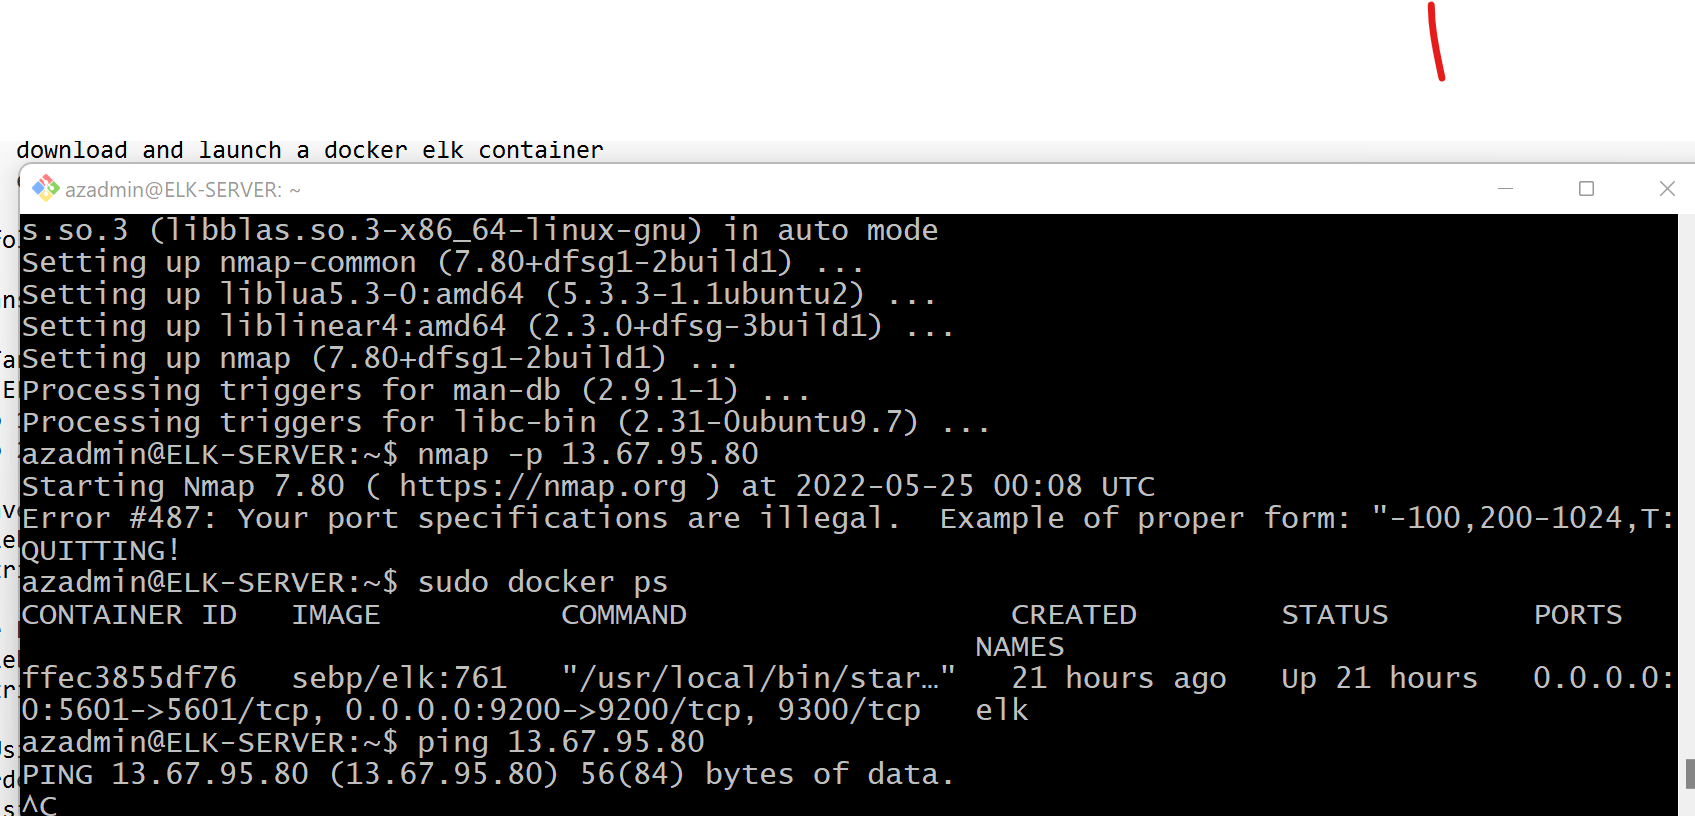 download and launch a docker elk container
azadmin@ELK-SERVER: ~
s.so.3 (libblas.so.3-x86_64-linux-gnu) in auto mode
Setting up nmap-common (7.80+dfsg1-2build1) ...
Setting up liblua5.3-0:amd64 (5.3.3-1.1ubuntu2) ...
Setting up liblinear4:amd64 (2.3.0+dfsg-3build1) ...
Setting up nmap (7.80+dfsg1-2build1) ...
Processing triggers for man-db (2.9.1-1) ...
Processing triggers for libc-bin (2.31-0ubuntu9.7) ...
azadmin@ELK-SERVER:~$ nmap -p 13.67.95.80
Starting Nmap 7.80 ( https://nmap.org ) at 2022-05-25 00:08 UTC
Error #487: Your port specifications are illegal.  Example of proper form: "-100,200-1024,T:
QUITTING!
azadmin@ELK-SERVER:~$ sudo docker ps
CONTAINER ID   IMAGE          COMMAND                  CREATED        STATUS        PORTS
NAMES
ffec3855df76   sebp/elk:761   "/usr/local/bin/star…"   21 hours ago   Up 21 hours   0.0.0.0:
0:5601->5601/tcp, 0.0.0.0:9200->9200/tcp, 9300/tcp   elk
azadmin@ELK-SERVER:~$ ping 13.67.95.80
PING 13.67.95.80 (13.67.95.80) 56(84) bytes of data.
^C